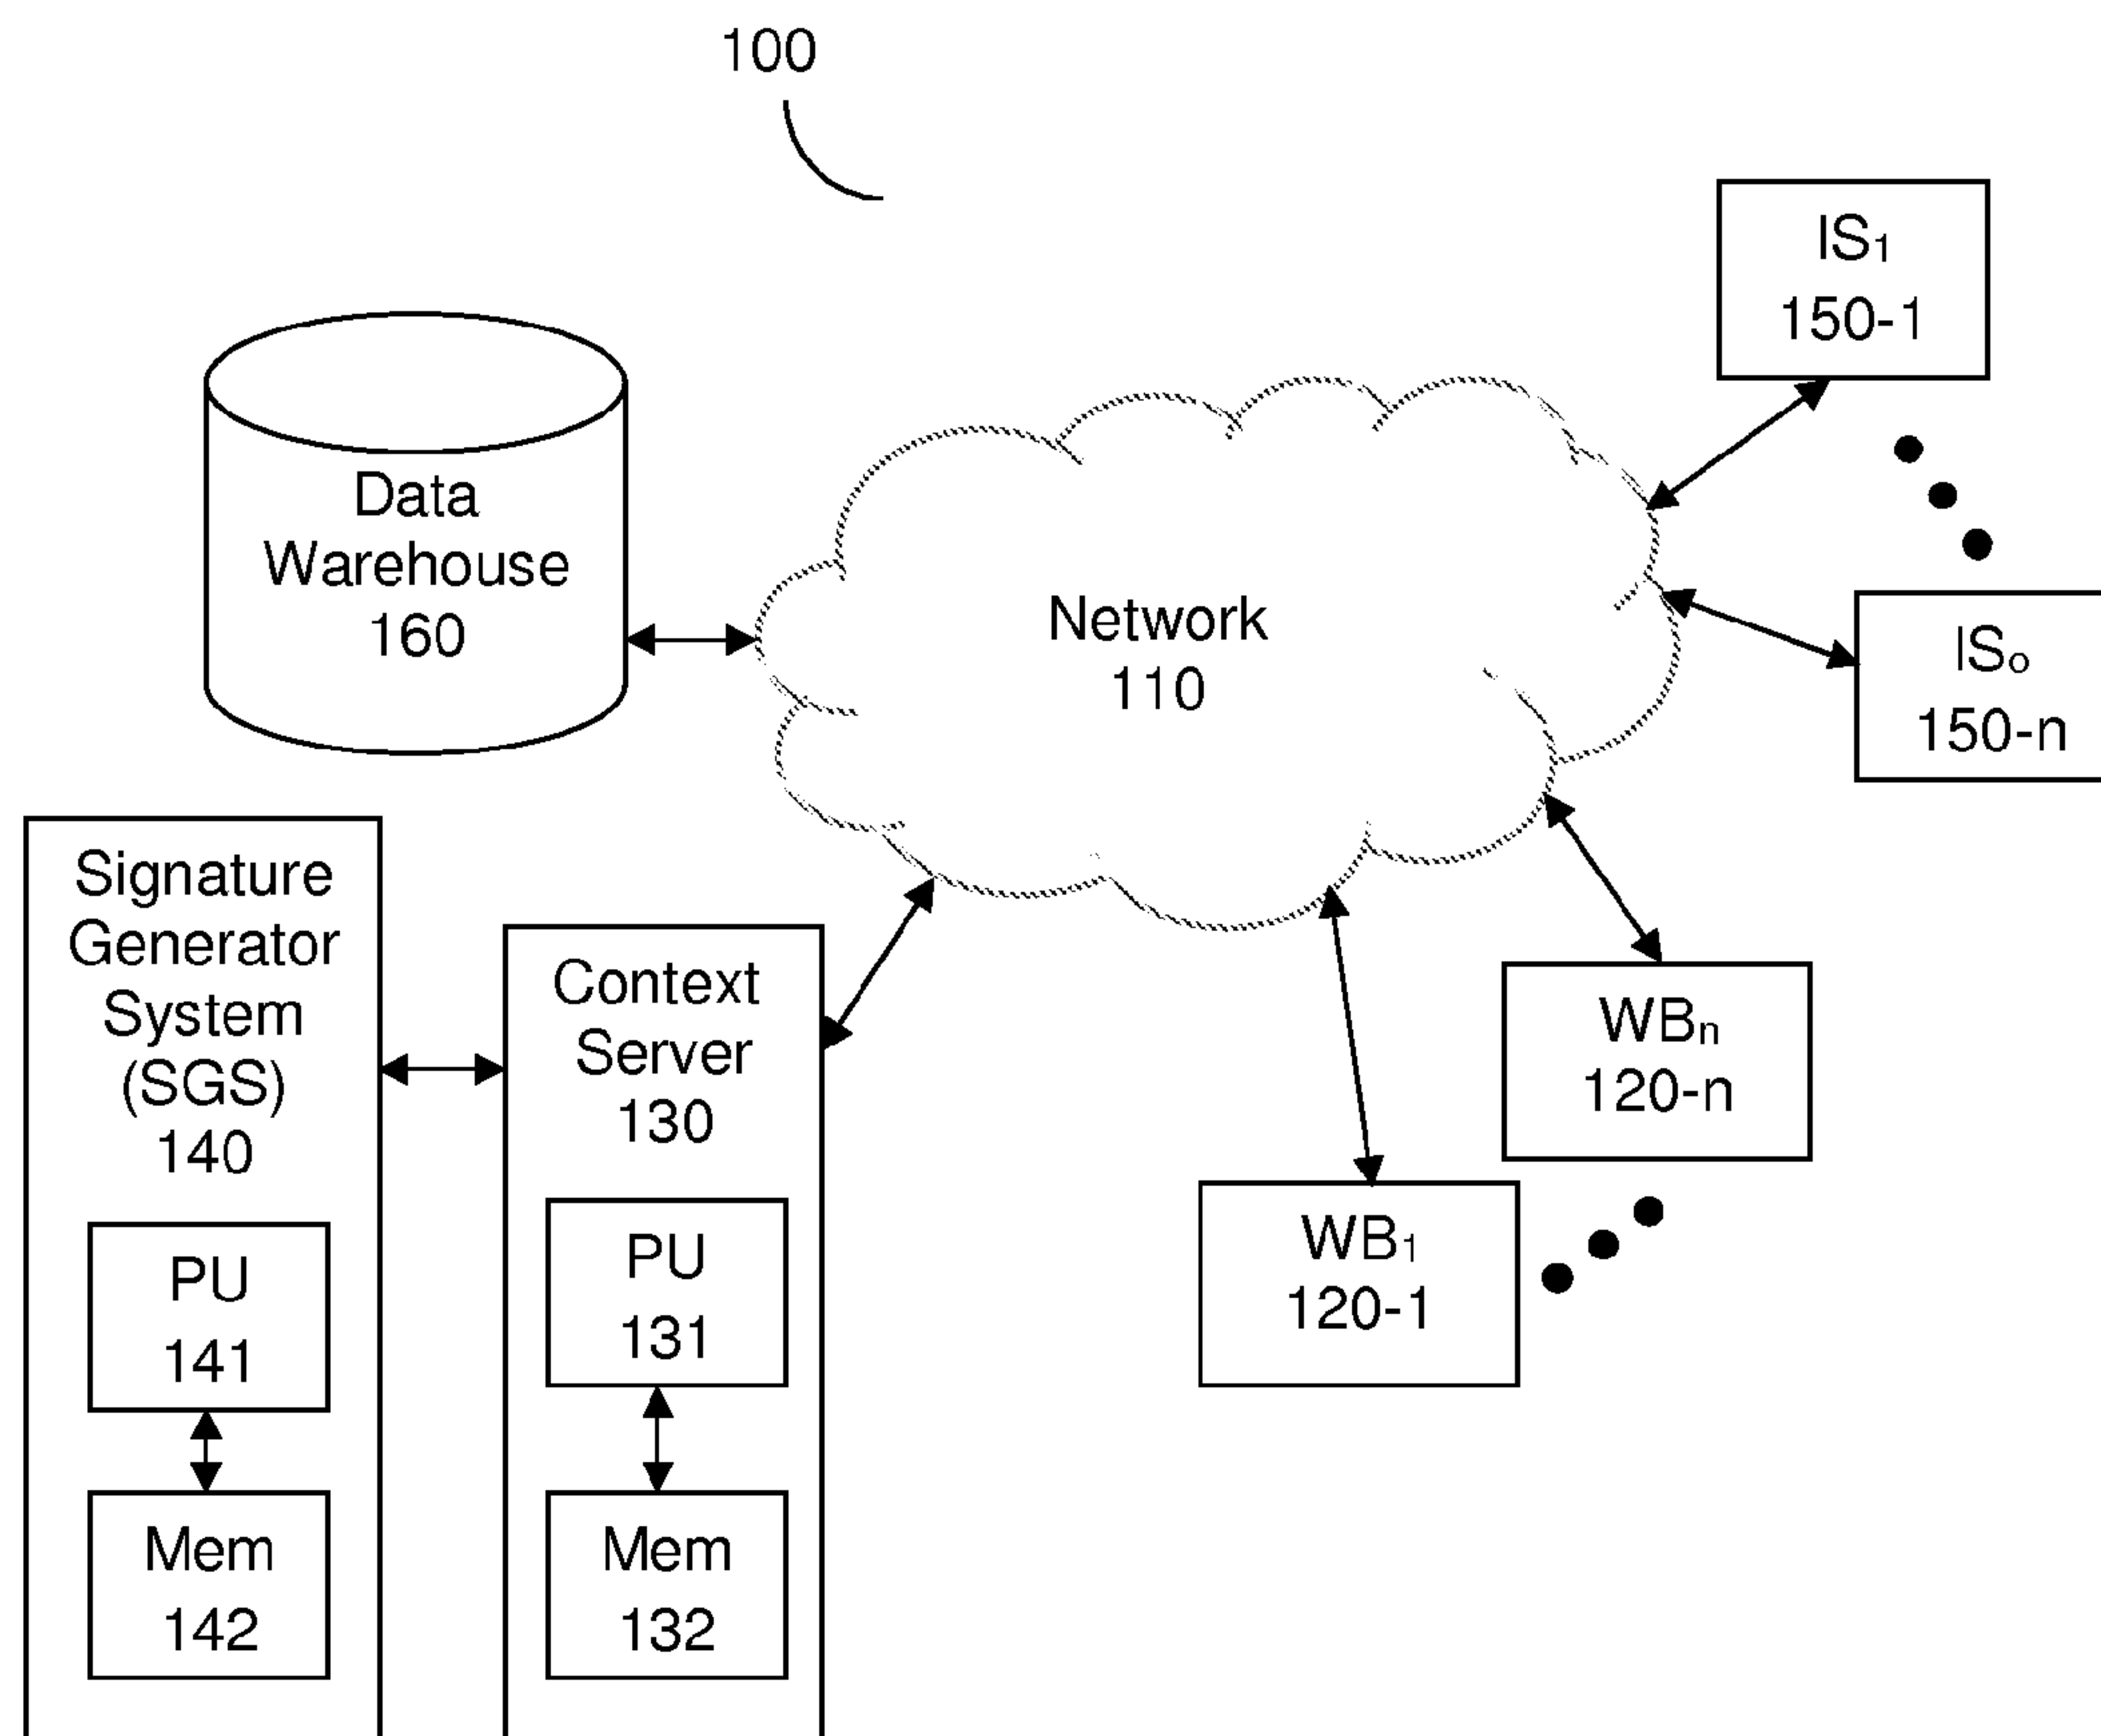 100
IS₁
150-1
Data
Warehouse
160
Network
110
ISₒ
150-n
Signature
Generator
System
(SGS)
140
PU
141
Mem
142
Context
Server
130
PU
131
Mem
132
WBₙ
120-n
WB₁
120-1